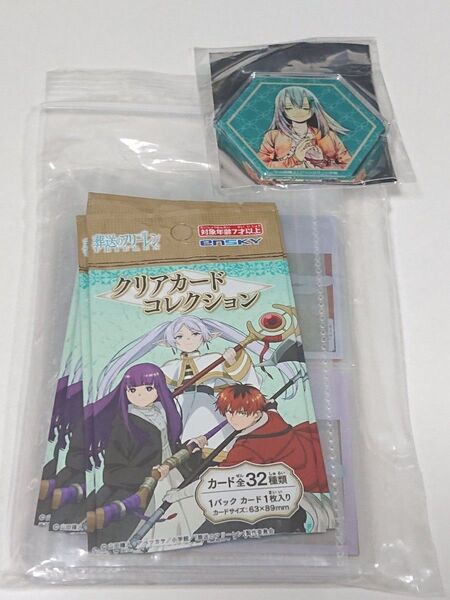 葬送のフリーレン
対象年齢7才以上
ensky
クリアカード
コレクション
カード全32種類
1パック カード1枚入り
カードサイズ：63×89mm